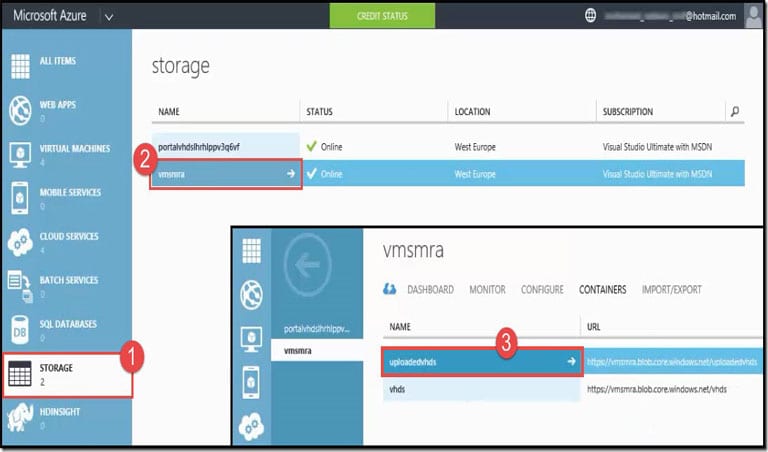 Microsoft Azure
CREDIT STATUS
@hotmail.com
ALL ITEMS
WEB APPS
0
VIRTUAL MACHINES
4
MOBILE SERVICES
0
CLOUD SERVICES
4
BATCH SERVICES
0
SQL DATABASES
0
STORAGE
2
HDINSIGHT
0
1
storage
NAME STATUS LOCATION SUBSCRIPTION
portalvhdslhrhlppv3q6vf Online West Europe Visual Studio Ultimate with MSDN
2
vmsmra Online West Europe Visual Studio Ultimate with MSDN
portalvhdslhrhlppv...
vmsmra
vmsmra
DASHBOARD MONITOR CONFIGURE CONTAINERS IMPORT/EXPORT
NAME URL
3
uploadedvhds https://vmsmra.blob.core.windows.net/uploadedvhds
vhds https://vmsmra.blob.core.windows.net/vhds